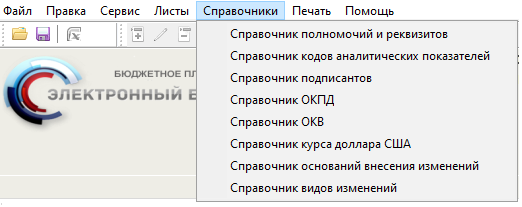 Файл Правка Сервис Листы Справочники Печать Помощь
Справочник полномочий и реквизитов
Справочник кодов аналитических показателей
Справочник подписантов
Справочник ОКПД
Справочник ОКВ
Справочник курса доллара США
Справочник оснований внесения изменений
Справочник видов изменений
БЮДЖЕТНОЕ ПЛ
ЭЛЕКТРОННЫЙ Б